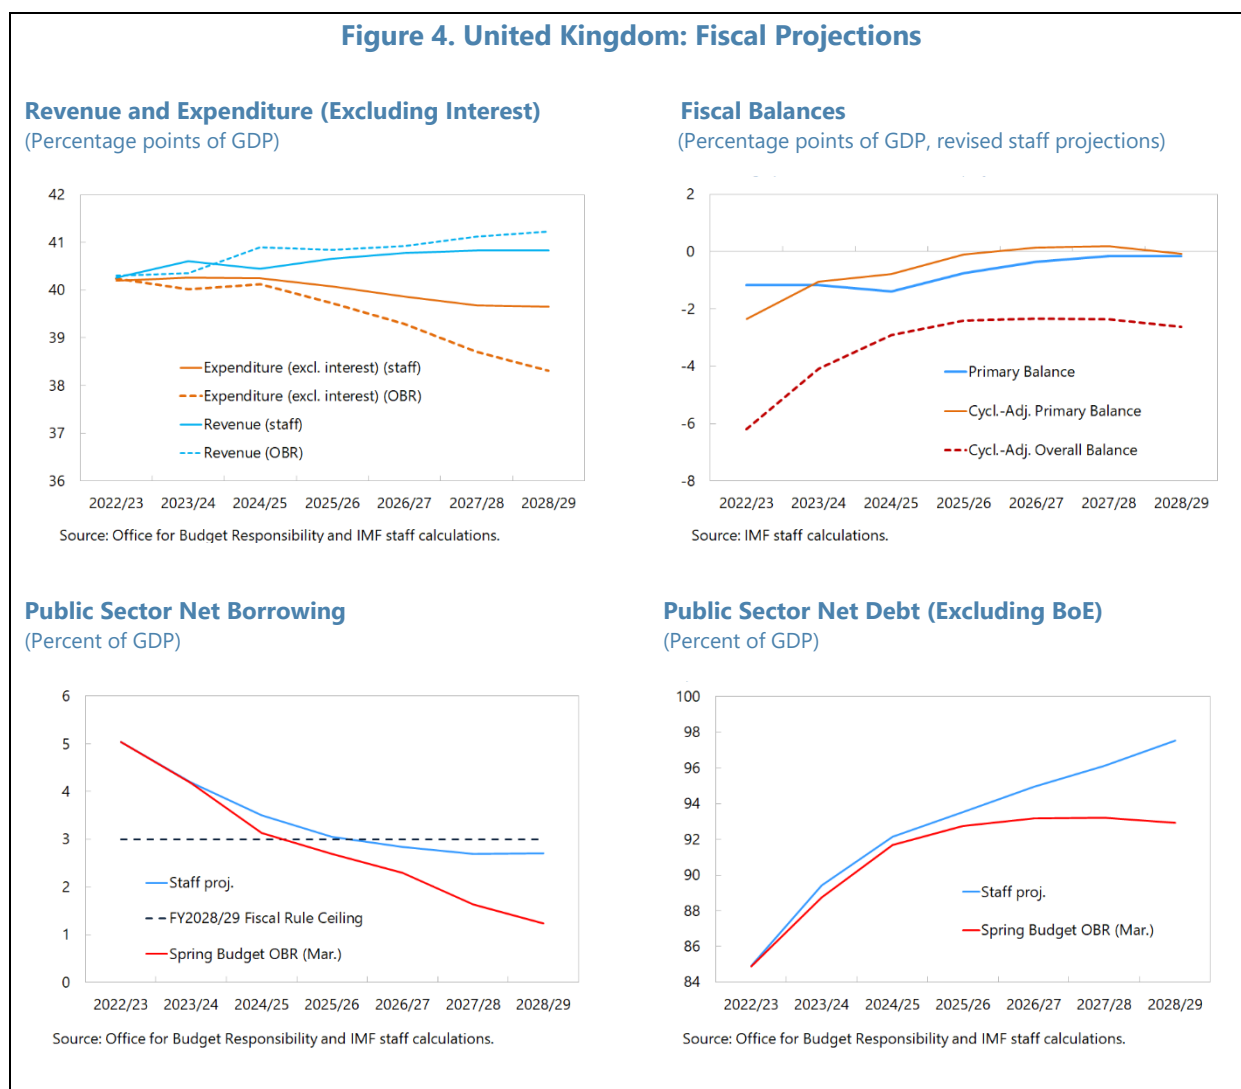 Figure 4. United Kingdom: Fiscal Projections
Revenue and Expenditure (Excluding Interest)
(Percentage points of GDP)
42
41
40
39
38
37
36
Expenditure (excl. interest) (staff)
Expenditure (excl. interest) (OBR)
Revenue (staff)
Revenue (OBR)
2022/23 2023/24 2024/25 2025/26 2026/27 2027/28 2028/29
Source: Office for Budget Responsibility and IMF staff calculations.
Fiscal Balances
(Percentage points of GDP, revised staff projections)
2
0
-2
-4
-6
-8
Primary Balance
Cycl.-Adj. Primary Balance
Cycl.-Adj. Overall Balance
2022/23 2023/24 2024/25 2025/26 2026/27 2027/28 2028/29
Source: IMF staff calculations.
Public Sector Net Borrowing
(Percent of GDP)
6
5
4
3
2
1
0
Staff proj.
FY2028/29 Fiscal Rule Ceiling
Spring Budget OBR (Mar.)
2022/23 2023/24 2024/25 2025/26 2026/27 2027/28 2028/29
Source: Office for Budget Responsibility and IMF staff calculations.
Public Sector Net Debt (Excluding BoE)
(Percent of GDP)
100
98
96
94
92
90
88
86
84
Staff proj.
Spring Budget OBR (Mar.)
2022/23 2023/24 2024/25 2025/26 2026/27 2027/28 2028/29
Source: Office for Budget Responsibility and IMF staff calculations.